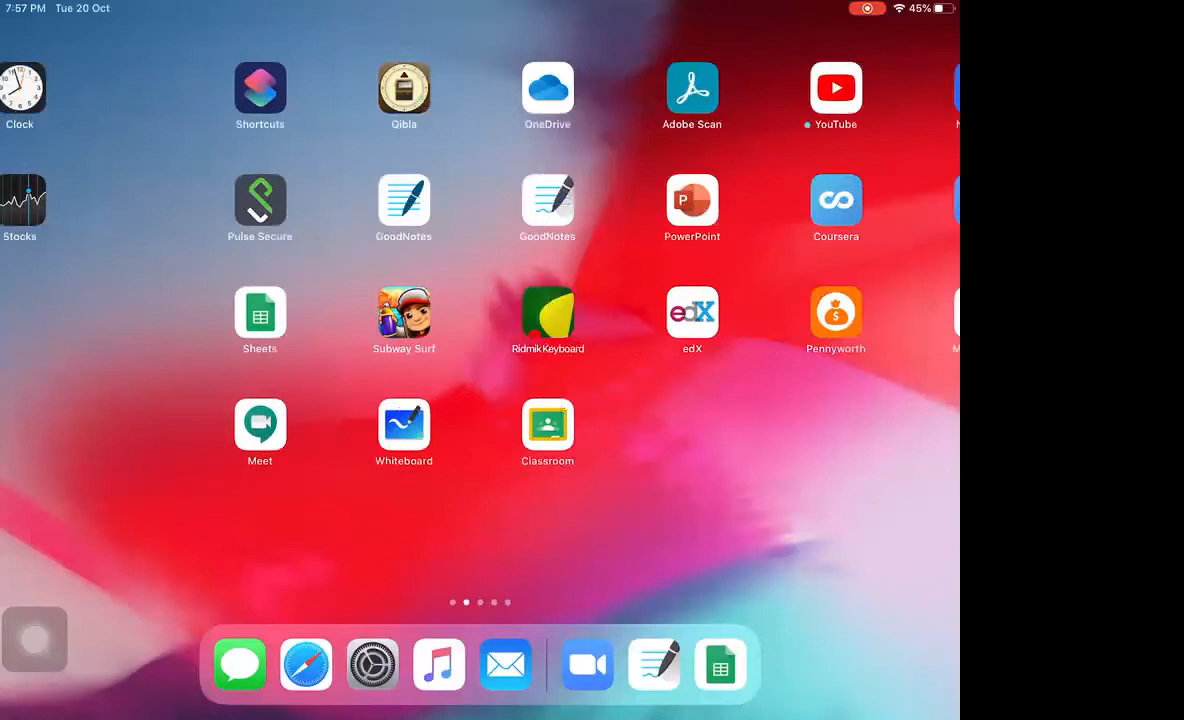 7:57 PM Tue 20 Oct 45%
Clock Shortcuts Qibla OneDrive Adobe Scan YouTube
Stocks Pulse Secure GoodNotes GoodNotes PowerPoint Coursera
P
Sheets Subway Surf Ridmik Keyboard edX Pennyworth
edX
Meet Whiteboard Classroom